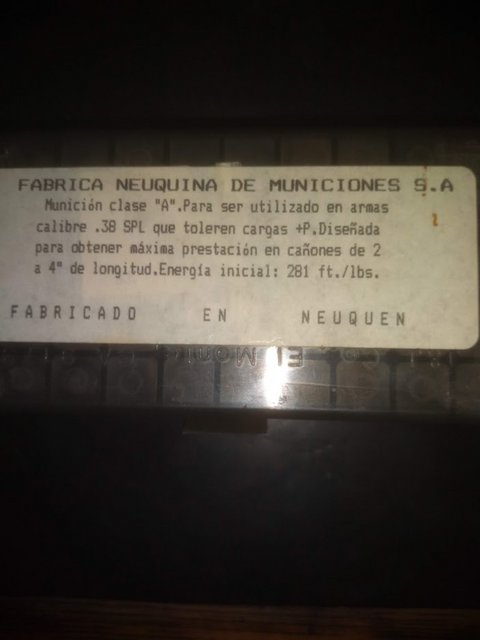 FABRICA NEUQUINA DE MUNICIONES S.A
Munición clase "A".Para ser utilizado en armas
calibre .38 SPL que toleren cargas +P.Diseñada
para obtener máxima prestación en cañones de 2
a 4" de longitud.Energía inicial: 281 ft./lbs.
FABRICADO EN NEUQUEN